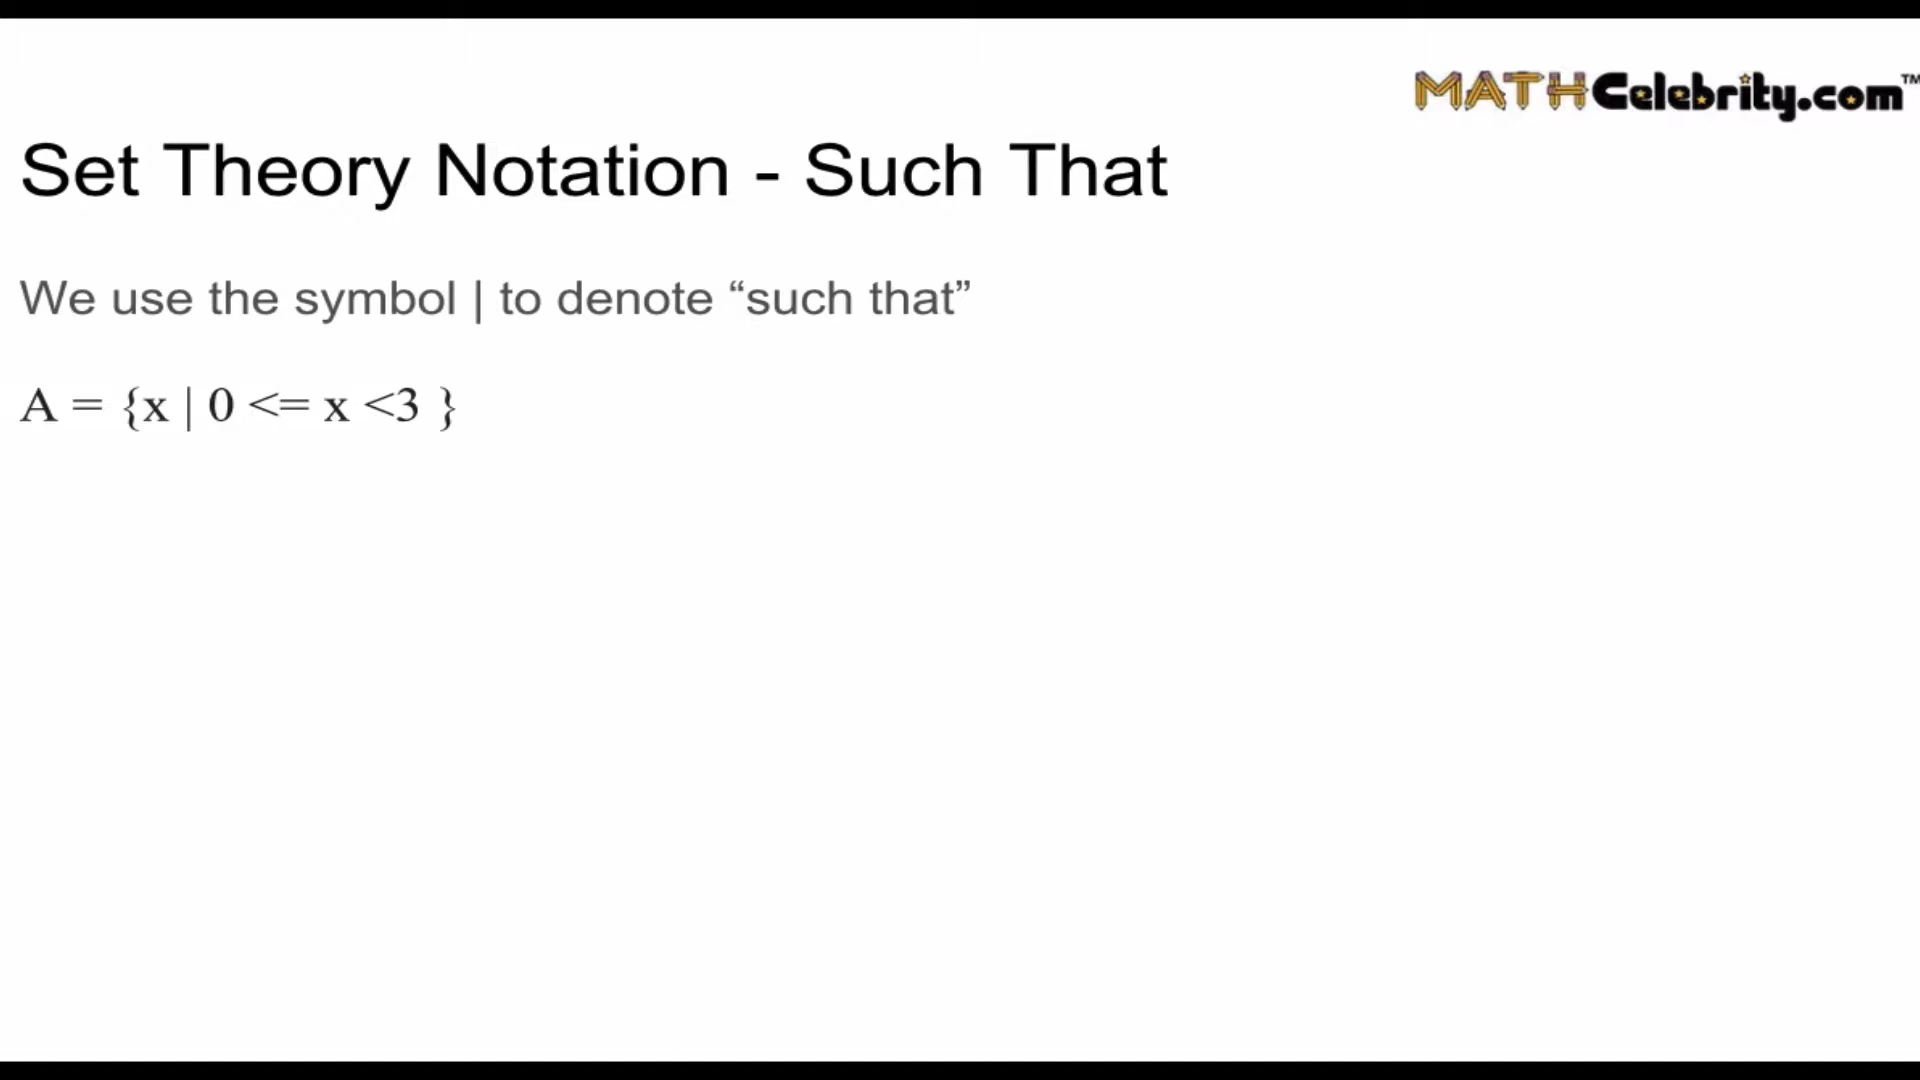 MATHCelebrity.com™
Set Theory Notation - Such That
We use the symbol | to denote “such that”
A = {x | 0 <= x <3 }